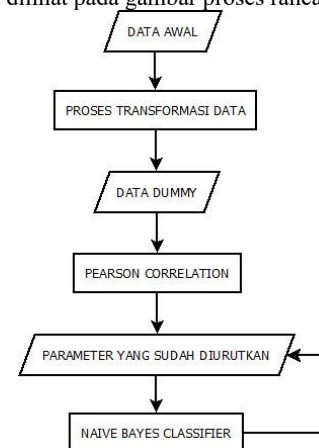 dilihat pada gambar proses
DATA AWAL
PROSES TRANSFORMASI DATA
DATA DUMMY
PEARSON CORRELATION
PARAMETER YANG SUDAH DIURUTKAN
NAIVE BAYES CLASSIFIER